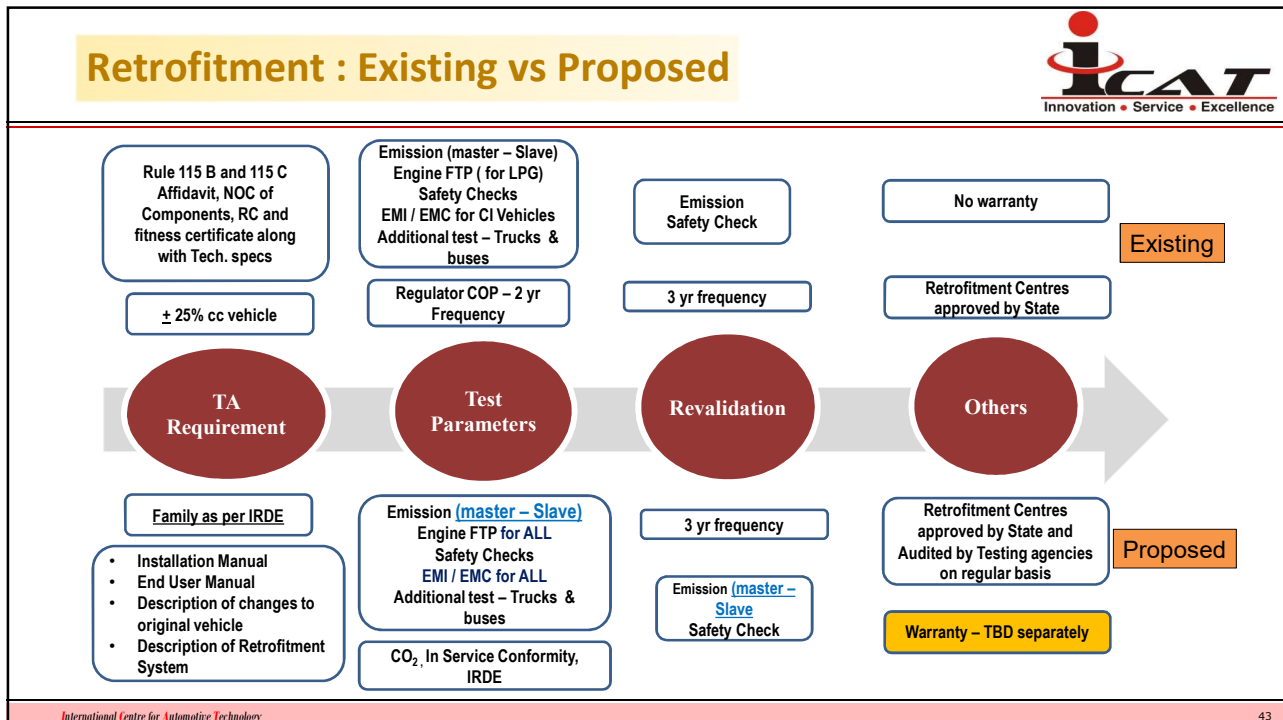 Retrofitment : Existing vs Proposed
iCAT
Innovation • Service • Excellence
Rule 115 B and 115 C
Affidavit, NOC of
Components, RC and
fitness certificate along
with Tech. specs
+ 25% cc vehicle
Emission (master – Slave)
Engine FTP ( for LPG)
Safety Checks
EMI / EMC for CI Vehicles
Additional test – Trucks &
buses
Regulator COP – 2 yr
Frequency
Emission
Safety Check
3 yr frequency
No warranty
Retrofitment Centres
approved by State
Existing
TA
Requirement
Test
Parameters
Revalidation
Others
Family as per IRDE
• Installation Manual
• End User Manual
• Description of changes to
original vehicle
• Description of Retrofitment
System
Emission (master – Slave)
Engine FTP for ALL
Safety Checks
EMI / EMC for ALL
Additional test – Trucks &
buses
CO2 , In Service Conformity,
IRDE
3 yr frequency
Emission (master –
Slave
Safety Check
Retrofitment Centres
approved by State and
Audited by Testing agencies
on regular basis
Warranty – TBD separately
Proposed
International Centre for Automotive Technology
43